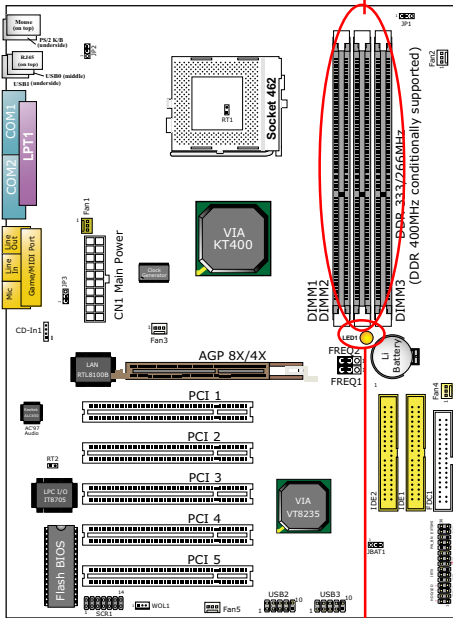 Mouse
(on top)
PS/2 K/B
(underside)
RJ45
(on top)
USB0 (middle)
USB1
(underside)
COM1
COM2
LPT1
Line
Out
Line
In
Mic
Game/MIDI Port
CD-In1
JP2
RT1
Socket 462
JP1
Fan2
DDR 333/266MHz
(DDR 400MHz conditionally supported)
Fan1
CN1 Main Power
JP3
VIA
KT400
Clock
Generator
Fan3
DIMM1
DIMM2
DIMM3
LED1
FREQ2
FREQ1
Li
Battery
Fan4
LAN
RTL8100B
AGP 8X/4X
PCI 1
PCI 2
PCI 3
PCI 4
PCI 5
AC'97
Audio
RT2
LPC I/O
IT8705
Flash BIOS
VIA
VT8235
IDE2
IDE1
FDC1
JBAT1
SCR1
14
WOL1
Fan5
USB2
10
USB3
10